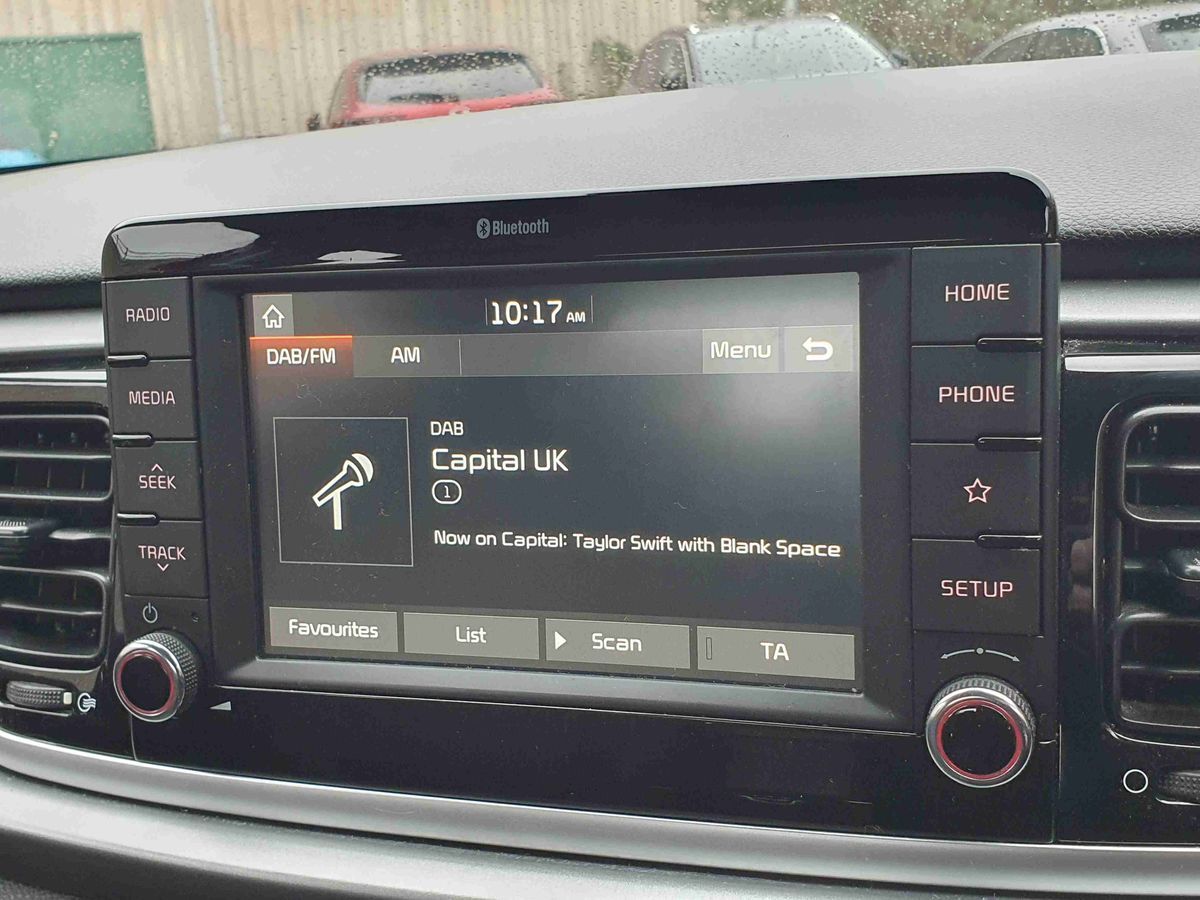 Bluetooth
RADIO
MEDIA
SEEK
TRACK
10:17 AM
DAB/FM
AM
Menu
DAB
Capital UK
1
Now on Capital: Taylor Swift with Blank Space
Favourites
List
Scan
TA
HOME
PHONE
SETUP